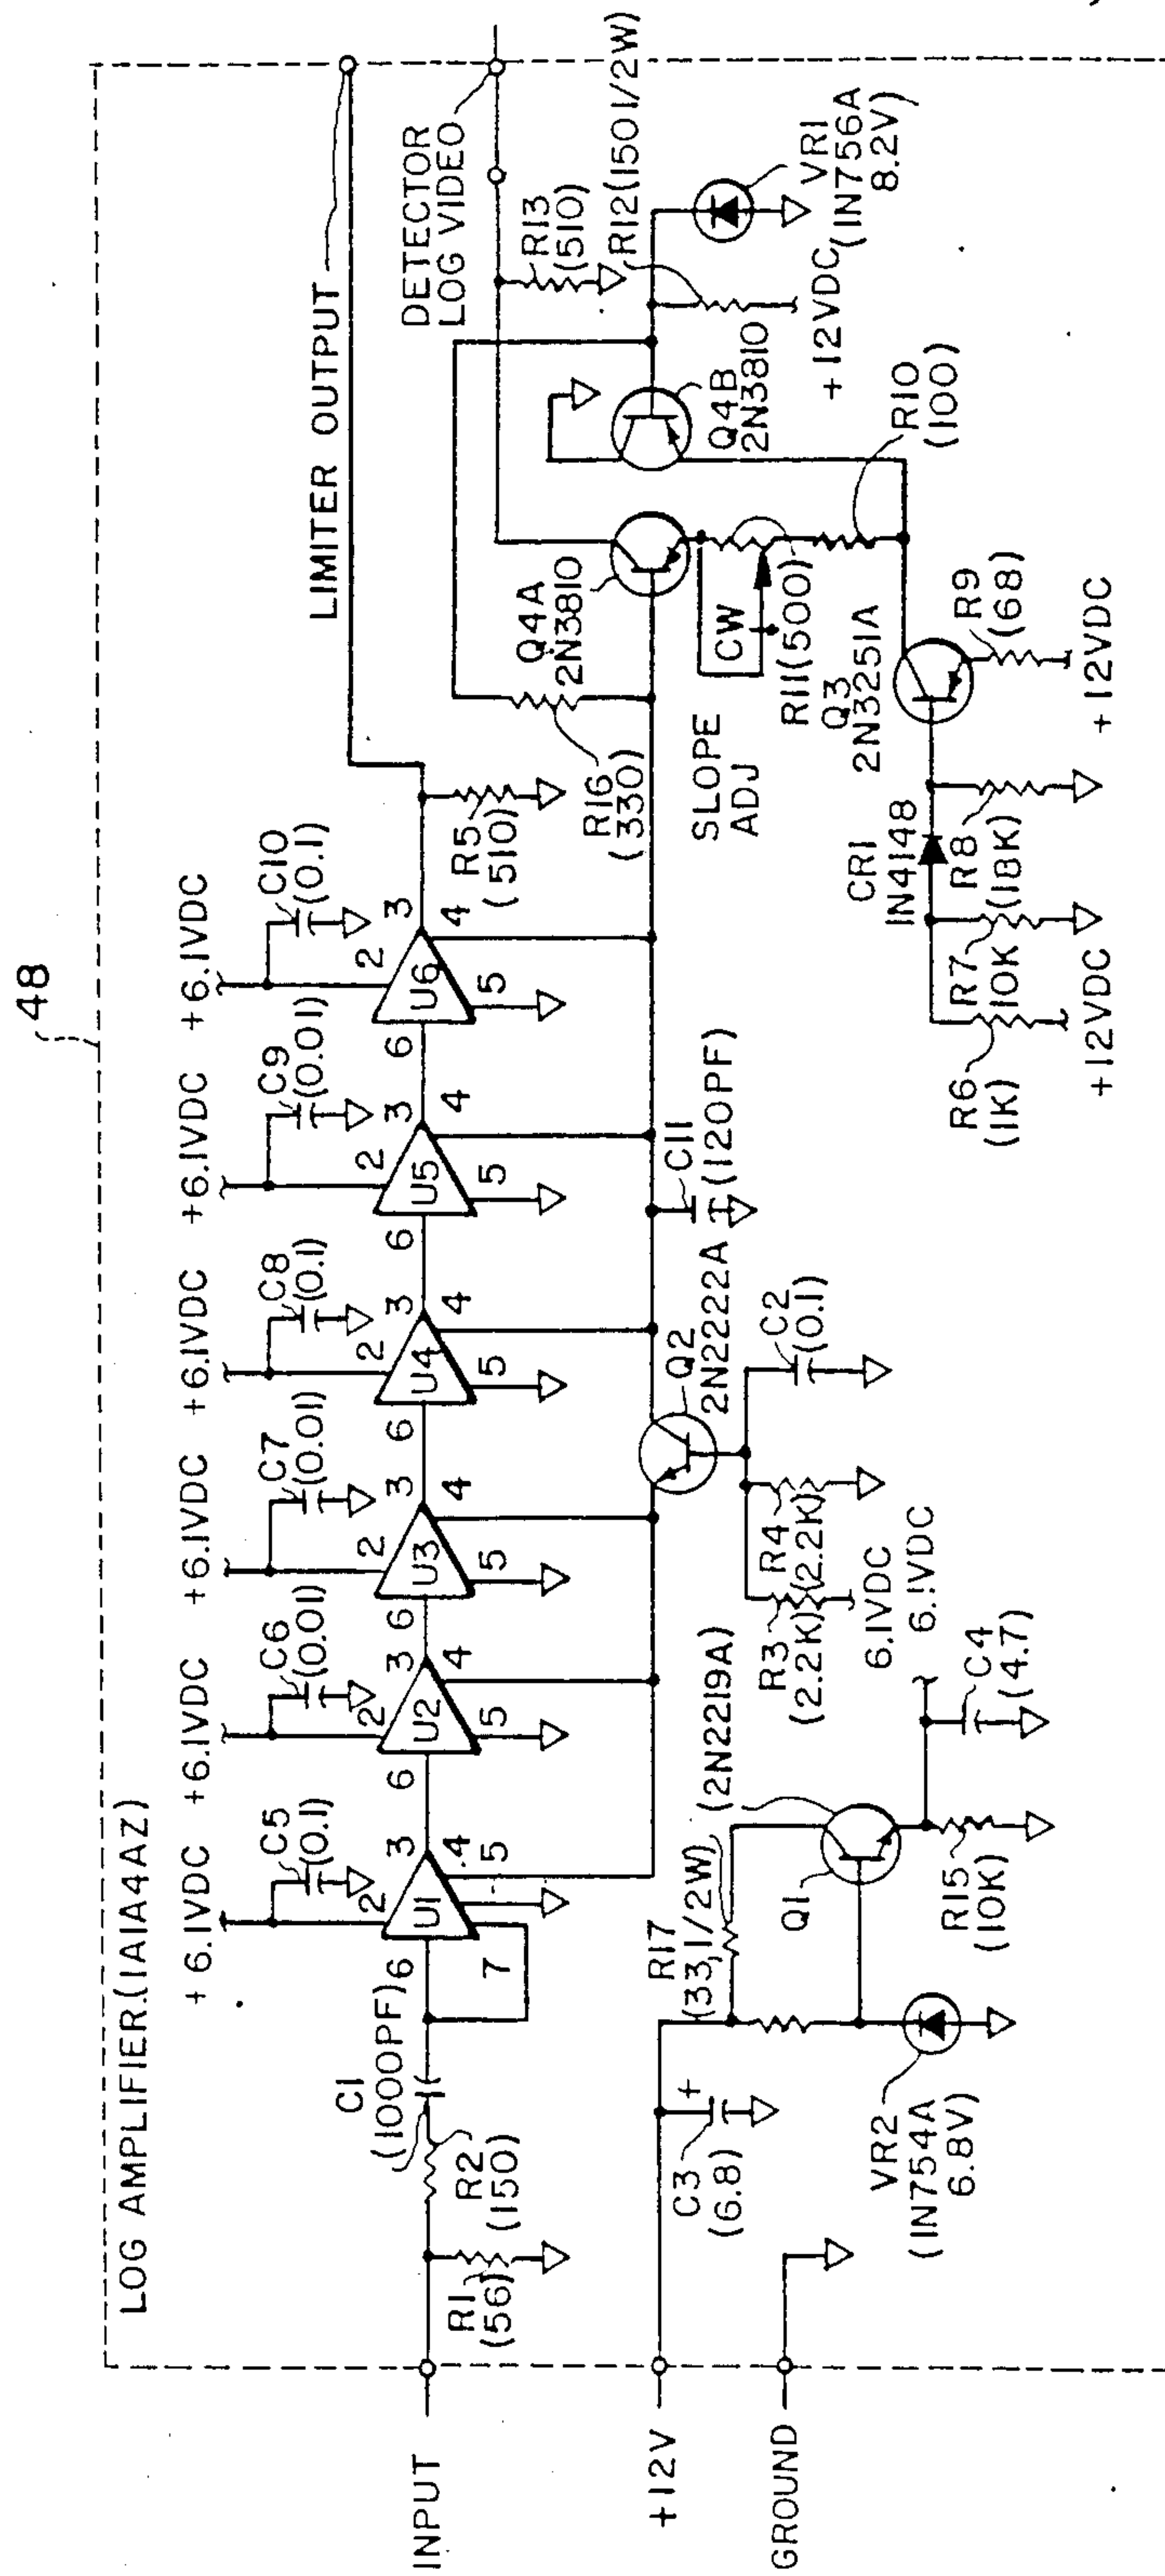 48
LOG AMPLIFIER.(1A1A4AZ)
+6.1VDC
C5
(0.1)
+6.1VDC
C6
(0.01)
+6.1VDC
C7
(0.01)
+6.1VDC
C8
(0.1)
+6.1VDC
C9
(0.01)
+6.1VDC
C10
(0.1)
LIMITER OUTPUT
DETECTOR
LOG VIDEO
INPUT
R1
(56)
R2
(150)
C1
(1000PF)
6
7
2
U1
3
4
5
6
2
U2
3
4
5
6
2
U3
3
4
5
6
2
U4
3
4
5
6
2
U5
3
4
5
6
2
U6
3
4
5
R5
(510)
R16
(330)
Q4A
2N3810
R13
(510)
R12(150 1/2W)
Q4B
2N3810
VR1
(IN756A
8.2V)
+12VDC
SLOPE
ADJ
CW
R11(500)
R10
(100)
C11
(120PF)
Q2
2N2222A
C2
(0.1)
R4
(2.2K)
R3
(2.2K)
6.1VDC
Q3
2N3251A
R9
(68)
+12VDC
CR1
IN4148
R8
(18K)
R7
10K
R6
(1K)
+12VDC
+12V
GROUND
C3
(6.8)
+
R17
(33,1/2W)
(2N2219A)
Q1
VR2
(IN754A
6.8V)
R15
(10K)
C4
(4.7)
6.1VDC